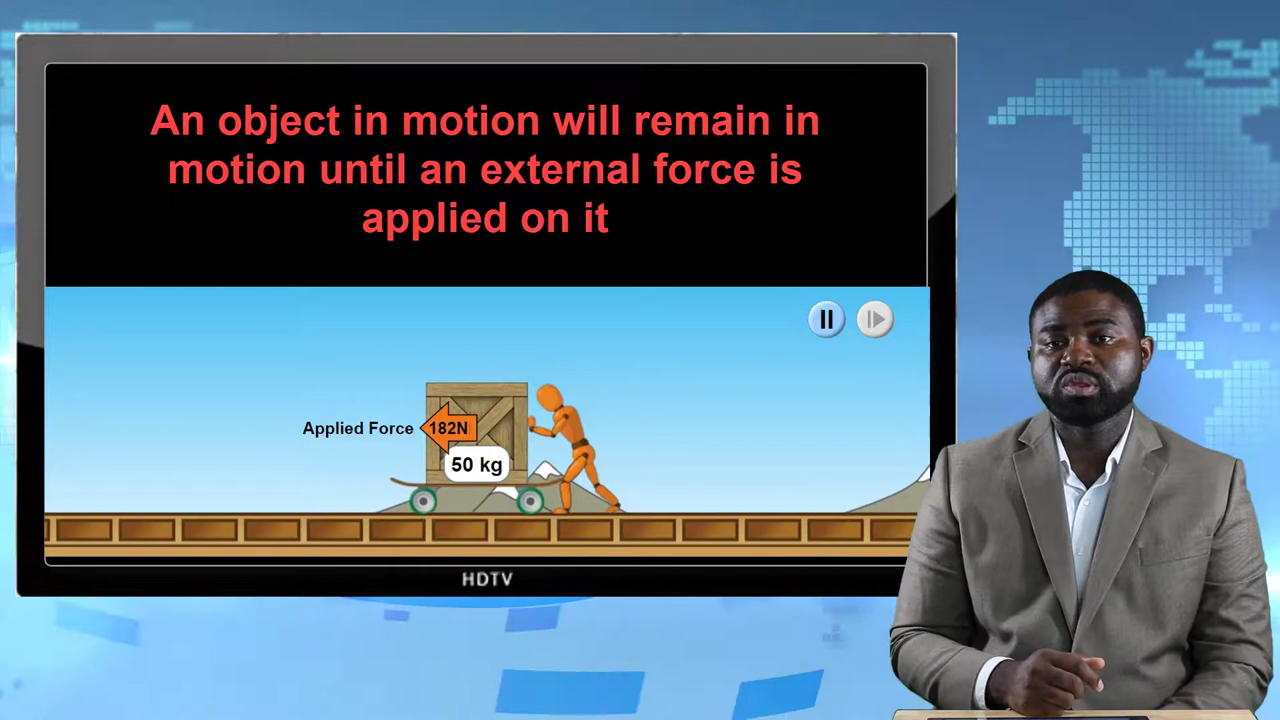 An object in motion will remain in
motion until an external force is
applied on it
Applied Force
182N
50 kg
HDTV